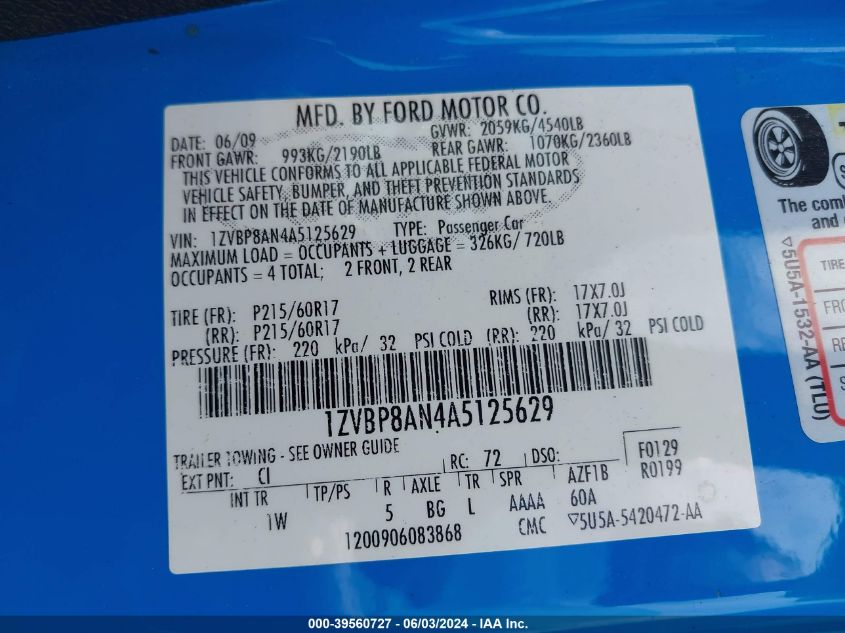 MFD. BY FORD MOTOR CO.
DATE: 06/09 GVWR: 2059KG/4540LB
FRONT GAWR: 993KG/2190LB REAR GAWR: 1070KG/2360LB
THIS VEHICLE CONFORMS TO ALL APPLICABLE FEDERAL MOTOR
VEHICLE SAFETY, BUMPER, AND THEFT PREVENTION STANDARDS
IN EFFECT ON THE DATE OF MANUFACTURE SHOWN ABOVE.
VIN: 1ZVBP8AN4A5125629 TYPE: Passenger Car
MAXIMUM LOAD = OCCUPANTS + LUGGAGE = 326KG/ 720LB
OCCUPANTS = 4 TOTAL; 2 FRONT, 2 REAR
TIRE (FR): P215/60R17 RIMS (FR): 17X7.0J
(RR): P215/60R17 (RR): 17X7.0J
PRESSURE (FR): 220 kPa/ 32 PSI COLD (RR): 220 kPa/ 32 PSI COLD
1ZVBP8AN4A5125629
TRAILER TOWING - SEE OWNER GUIDE
EXT PNT: CI RC: 72 DSO: F0129
R0199
INT TR TP/PS R AXLE TR SPR AZF1B
1W 5 BG L AAAA 60A
1200906083868 CMC 5U5A-5420472-AA
The comb
and
5U5A-1532-AA (TLU)
TIRE
FRO
RE
S
000-39560727 - 06/03/2024 - IAA Inc.